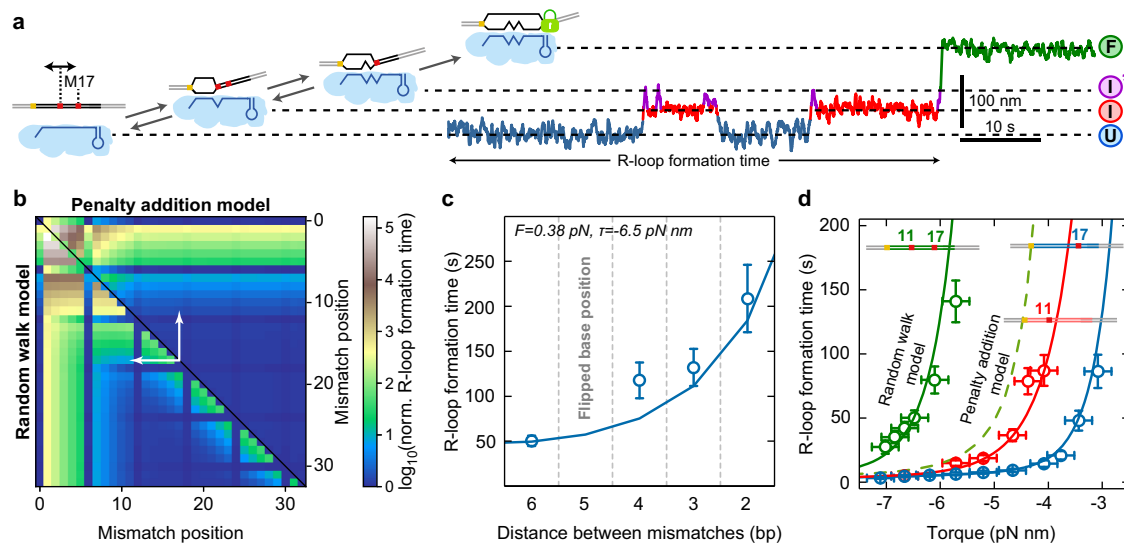 a
M17
F
I*
I
U
100 nm
10 s
R-loop formation time
b
Penalty addition model
Random walk model
0
10
20
30
Mismatch position
0
10
20
30
Mismatch position
5
4
3
2
1
0
log10(norm. R-loop formation time)
c
F=0.38 pN, τ=-6.5 pN nm
Flipped base position
R-loop formation time (s)
250
200
150
100
50
6
5
4
3
2
Distance between mismatches (bp)
d
R-loop formation time (s)
200
150
100
50
0
11 17
17
11
Random walk
model
Penalty addition
model
-7
-6
-5
-4
-3
Torque (pN nm)